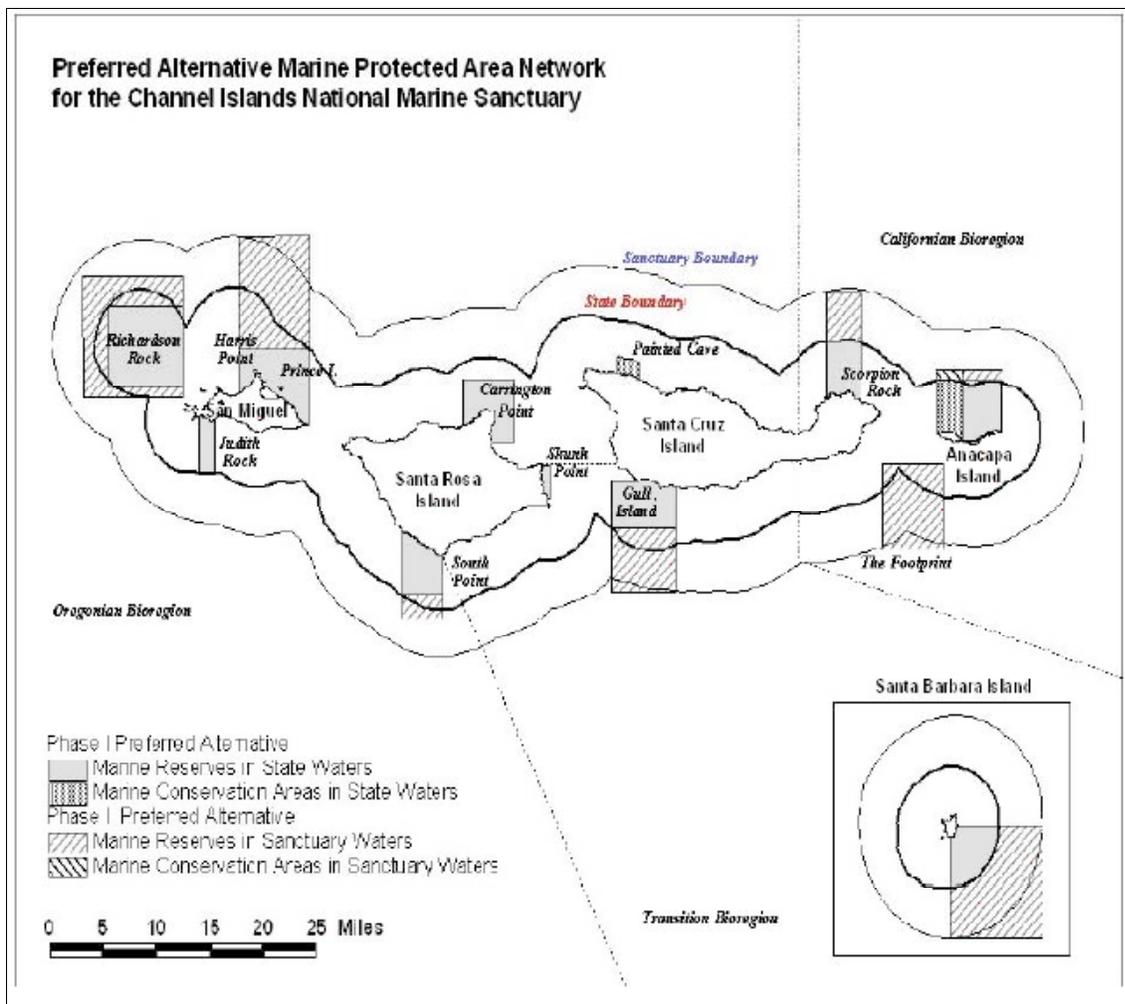 Preferred Alternative Marine Protected Area Network
for the Channel Islands National Marine Sanctuary
Californian Bioregion
Sanctuary Boundary
State Boundary
Richardson
Rock
Harris
Point
Prince I.
San Miguel
Judith
Rock
Carrington
Point
Painted Cave
Scorpion
Rock
Santa Cruz
Island
Anacapa
Island
Skunk
Point
Santa Rosa
Island
Gull
Island
South
Point
The Footprint
Oregonian Bioregion
Santa Barbara Island
Phase I Preferred Alternative
Marine Reserves in State Waters
Marine Conservation Areas in State Waters
Phase I Preferred Alternative
Marine Reserves in Sanctuary Waters
Marine Conservation Areas in Sanctuary Waters
0 5 10 15 20 25 Miles
Transition Bioregion